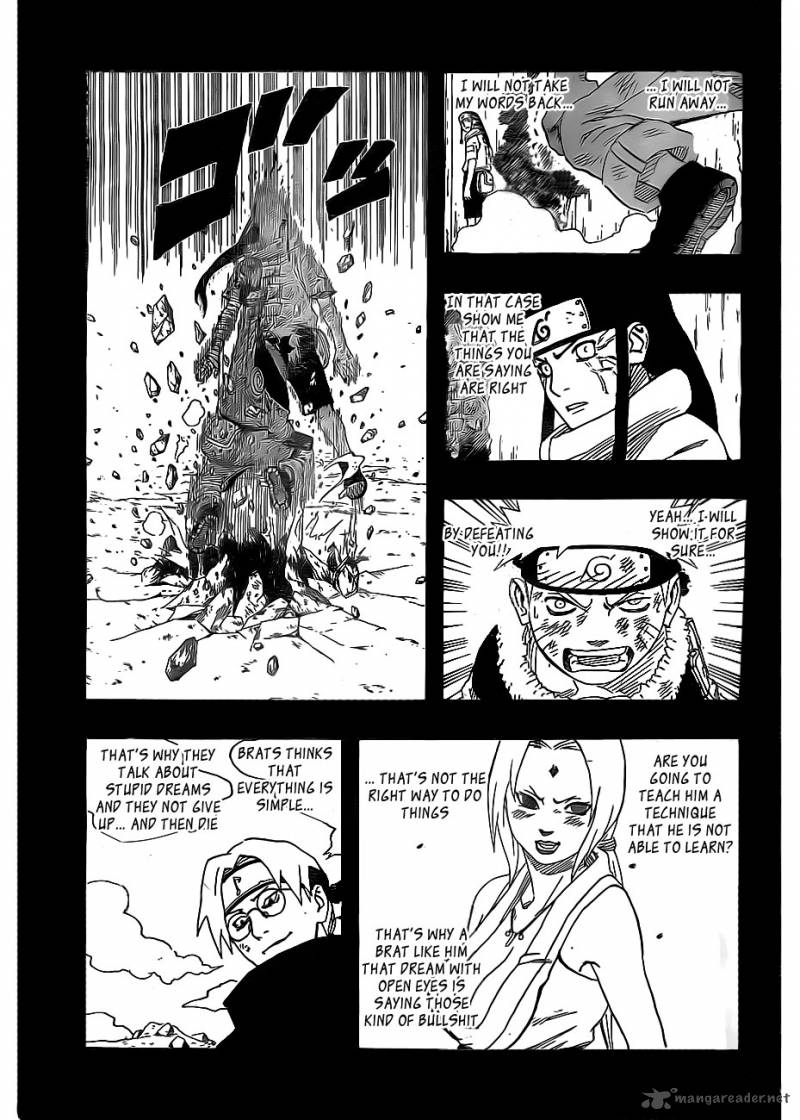 ... I WILL NOT
RUN AWAY...
I WILL NOT TAKE
MY WORDS BACK...
IN THAT CASE
SHOW ME
THAT THE
THINGS YOU
ARE SAYING
ARE RIGHT
YEAH... I WILL
SHOW IT FOR
SURE...
BY DEFEATING
YOU!!
ゴッ
ARE YOU
GOING TO
TEACH HIM A
TECHNIQUE
THAT HE IS NOT
ABLE TO LEARN?
... THAT'S NOT THE
RIGHT WAY TO DO
THINGS
THAT'S WHY A
BRAT LIKE HIM
THAT DREAM WITH
OPEN EYES IS
SAYING THOSE
KIND OF BULLSHIT
BRATS THINKS
THAT
EVERYTHING IS
SIMPLE...
THAT'S WHY THEY
TALK ABOUT
STUPID DREAMS
AND THEY NOT GIVE
UP... AND THEN DIE
mangareader.net